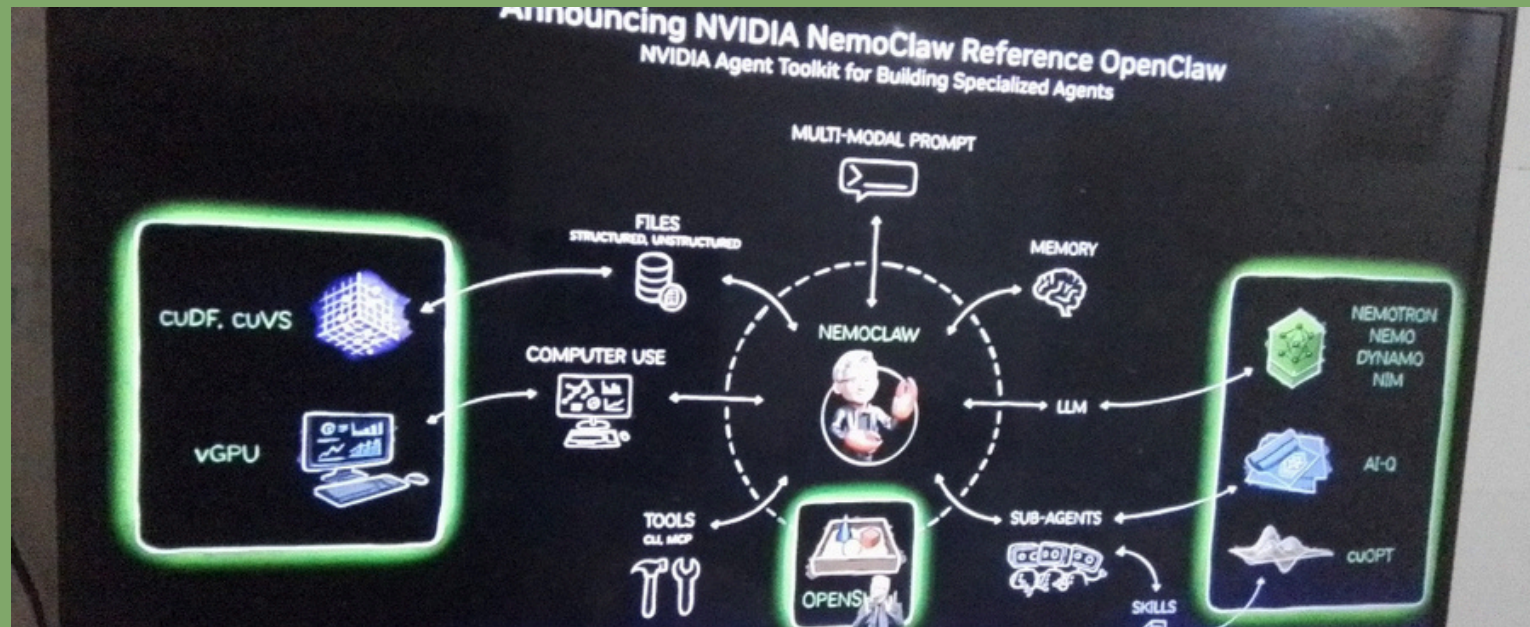 Announcing NVIDIA NemoClaw Reference OpenClaw
NVIDIA Agent Toolkit for Building Specialized Agents
MULTI-MODAL PROMPT
FILES
STRUCTURED, UNSTRUCTURED
MEMORY
cuDF, cuVS
NEMOCLAW
NEMOTRON
NEMO
DYNAMO
NIM
COMPUTER USE
LLM
vGPU
AI-Q
TOOLS
CLI, MCP
SUB-AGENTS
cuOPT
SKILLS